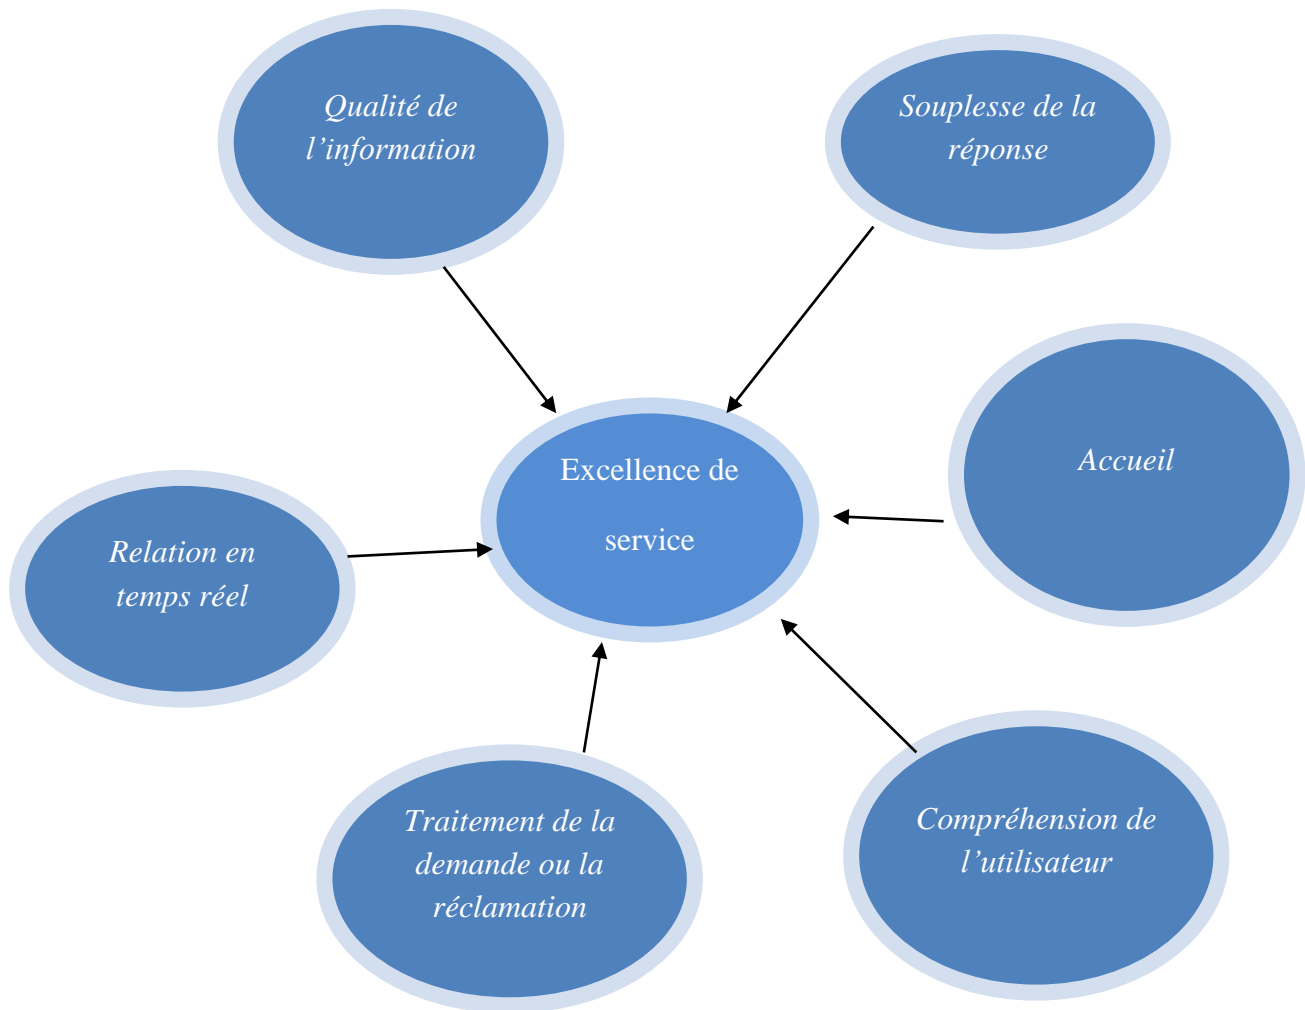 Qualité de
l’information
Souplesse de la
réponse
Accueil
Excellence de
service
Relation en
temps réel
Traitement de la
demande ou la
réclamation
Compréhension de
l’utilisateur